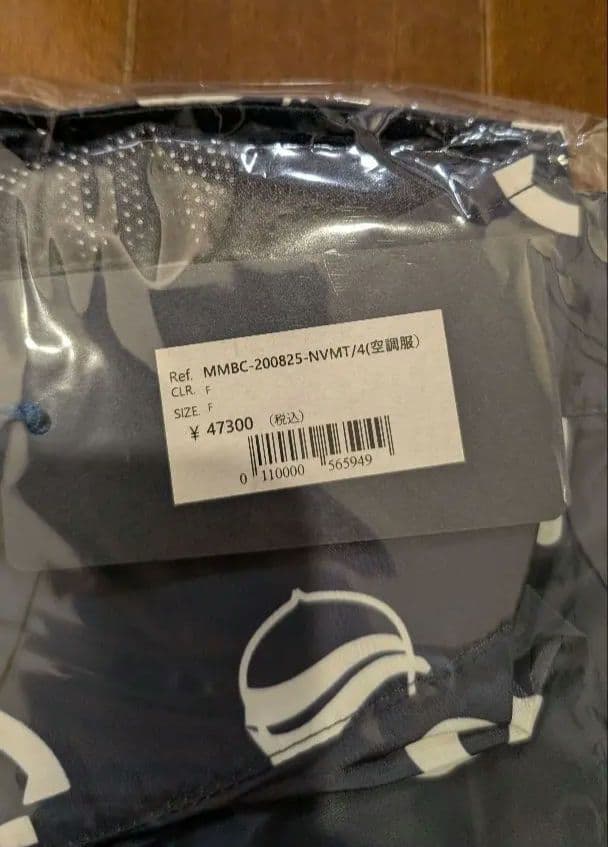 Ref. MMBC-200825-NVMT/4(空調服)
CLR. F
SIZE. F
¥ 47300 (税込)
0 110000 565949